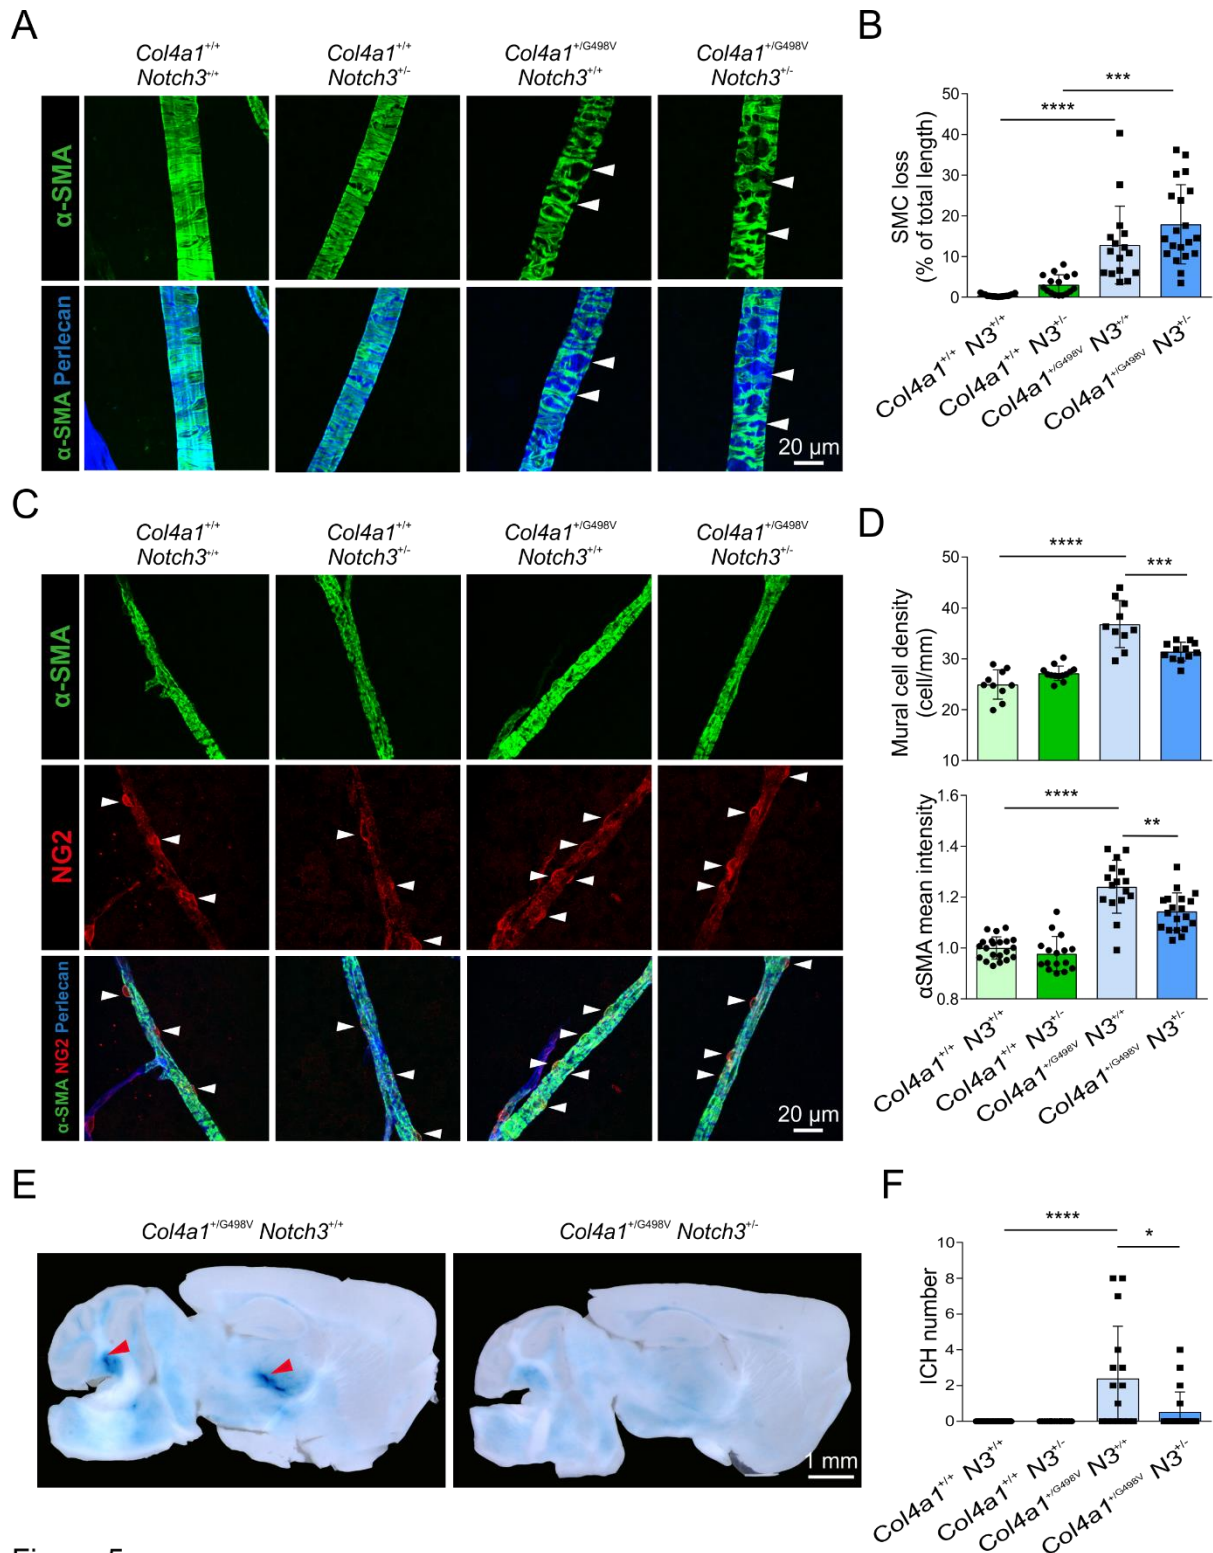 A
Col4a1+/+
Notch3+/+
Col4a1+/+
Notch3+/-
Col4a1+/G498V
Notch3+/+
Col4a1+/G498V
Notch3+/-
α-SMA
α-SMA Perlecan
20 µm
B
***
****
SMC loss
(% of total length)
50
40
30
20
10
0
Col4a1+/+ N3+/+
Col4a1+/+ N3+/-
Col4a1+/G498V N3+/+
Col4a1+/G498V N3+/-
C
Col4a1+/+
Notch3+/+
Col4a1+/+
Notch3+/-
Col4a1+/G498V
Notch3+/+
Col4a1+/G498V
Notch3+/-
α-SMA
NG2
α-SMA NG2 Perlecan
20 µm
D
****
***
Mural cell density
(cell/mm)
50
40
30
20
10
****
**
αSMA mean intensity
1.6
1.4
1.2
1.0
0.8
Col4a1+/+ N3+/+
Col4a1+/+ N3+/-
Col4a1+/G498V N3+/+
Col4a1+/G498V N3+/-
E
Col4a1+/G498V Notch3+/+
Col4a1+/G498V Notch3+/-
1 mm
F
****
*
ICH number
10
8
6
4
2
0
Col4a1+/+ N3+/+
Col4a1+/+ N3+/-
Col4a1+/G498V N3+/+
Col4a1+/G498V N3+/-